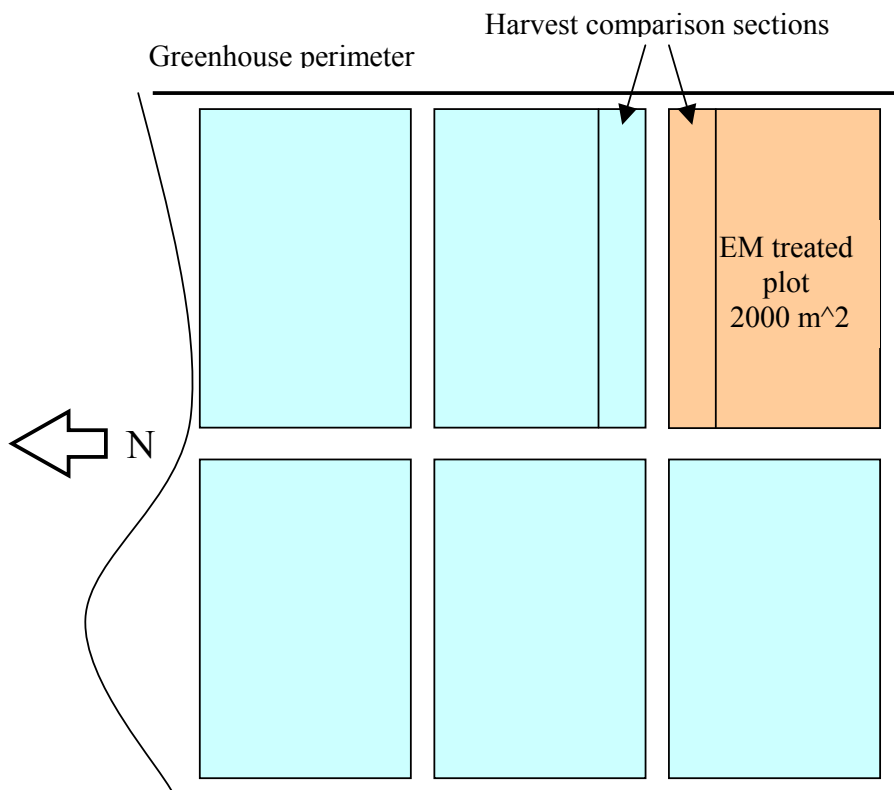 Harvest comparison sections
Greenhouse perimeter
EM treated
plot
2000 m^2
N